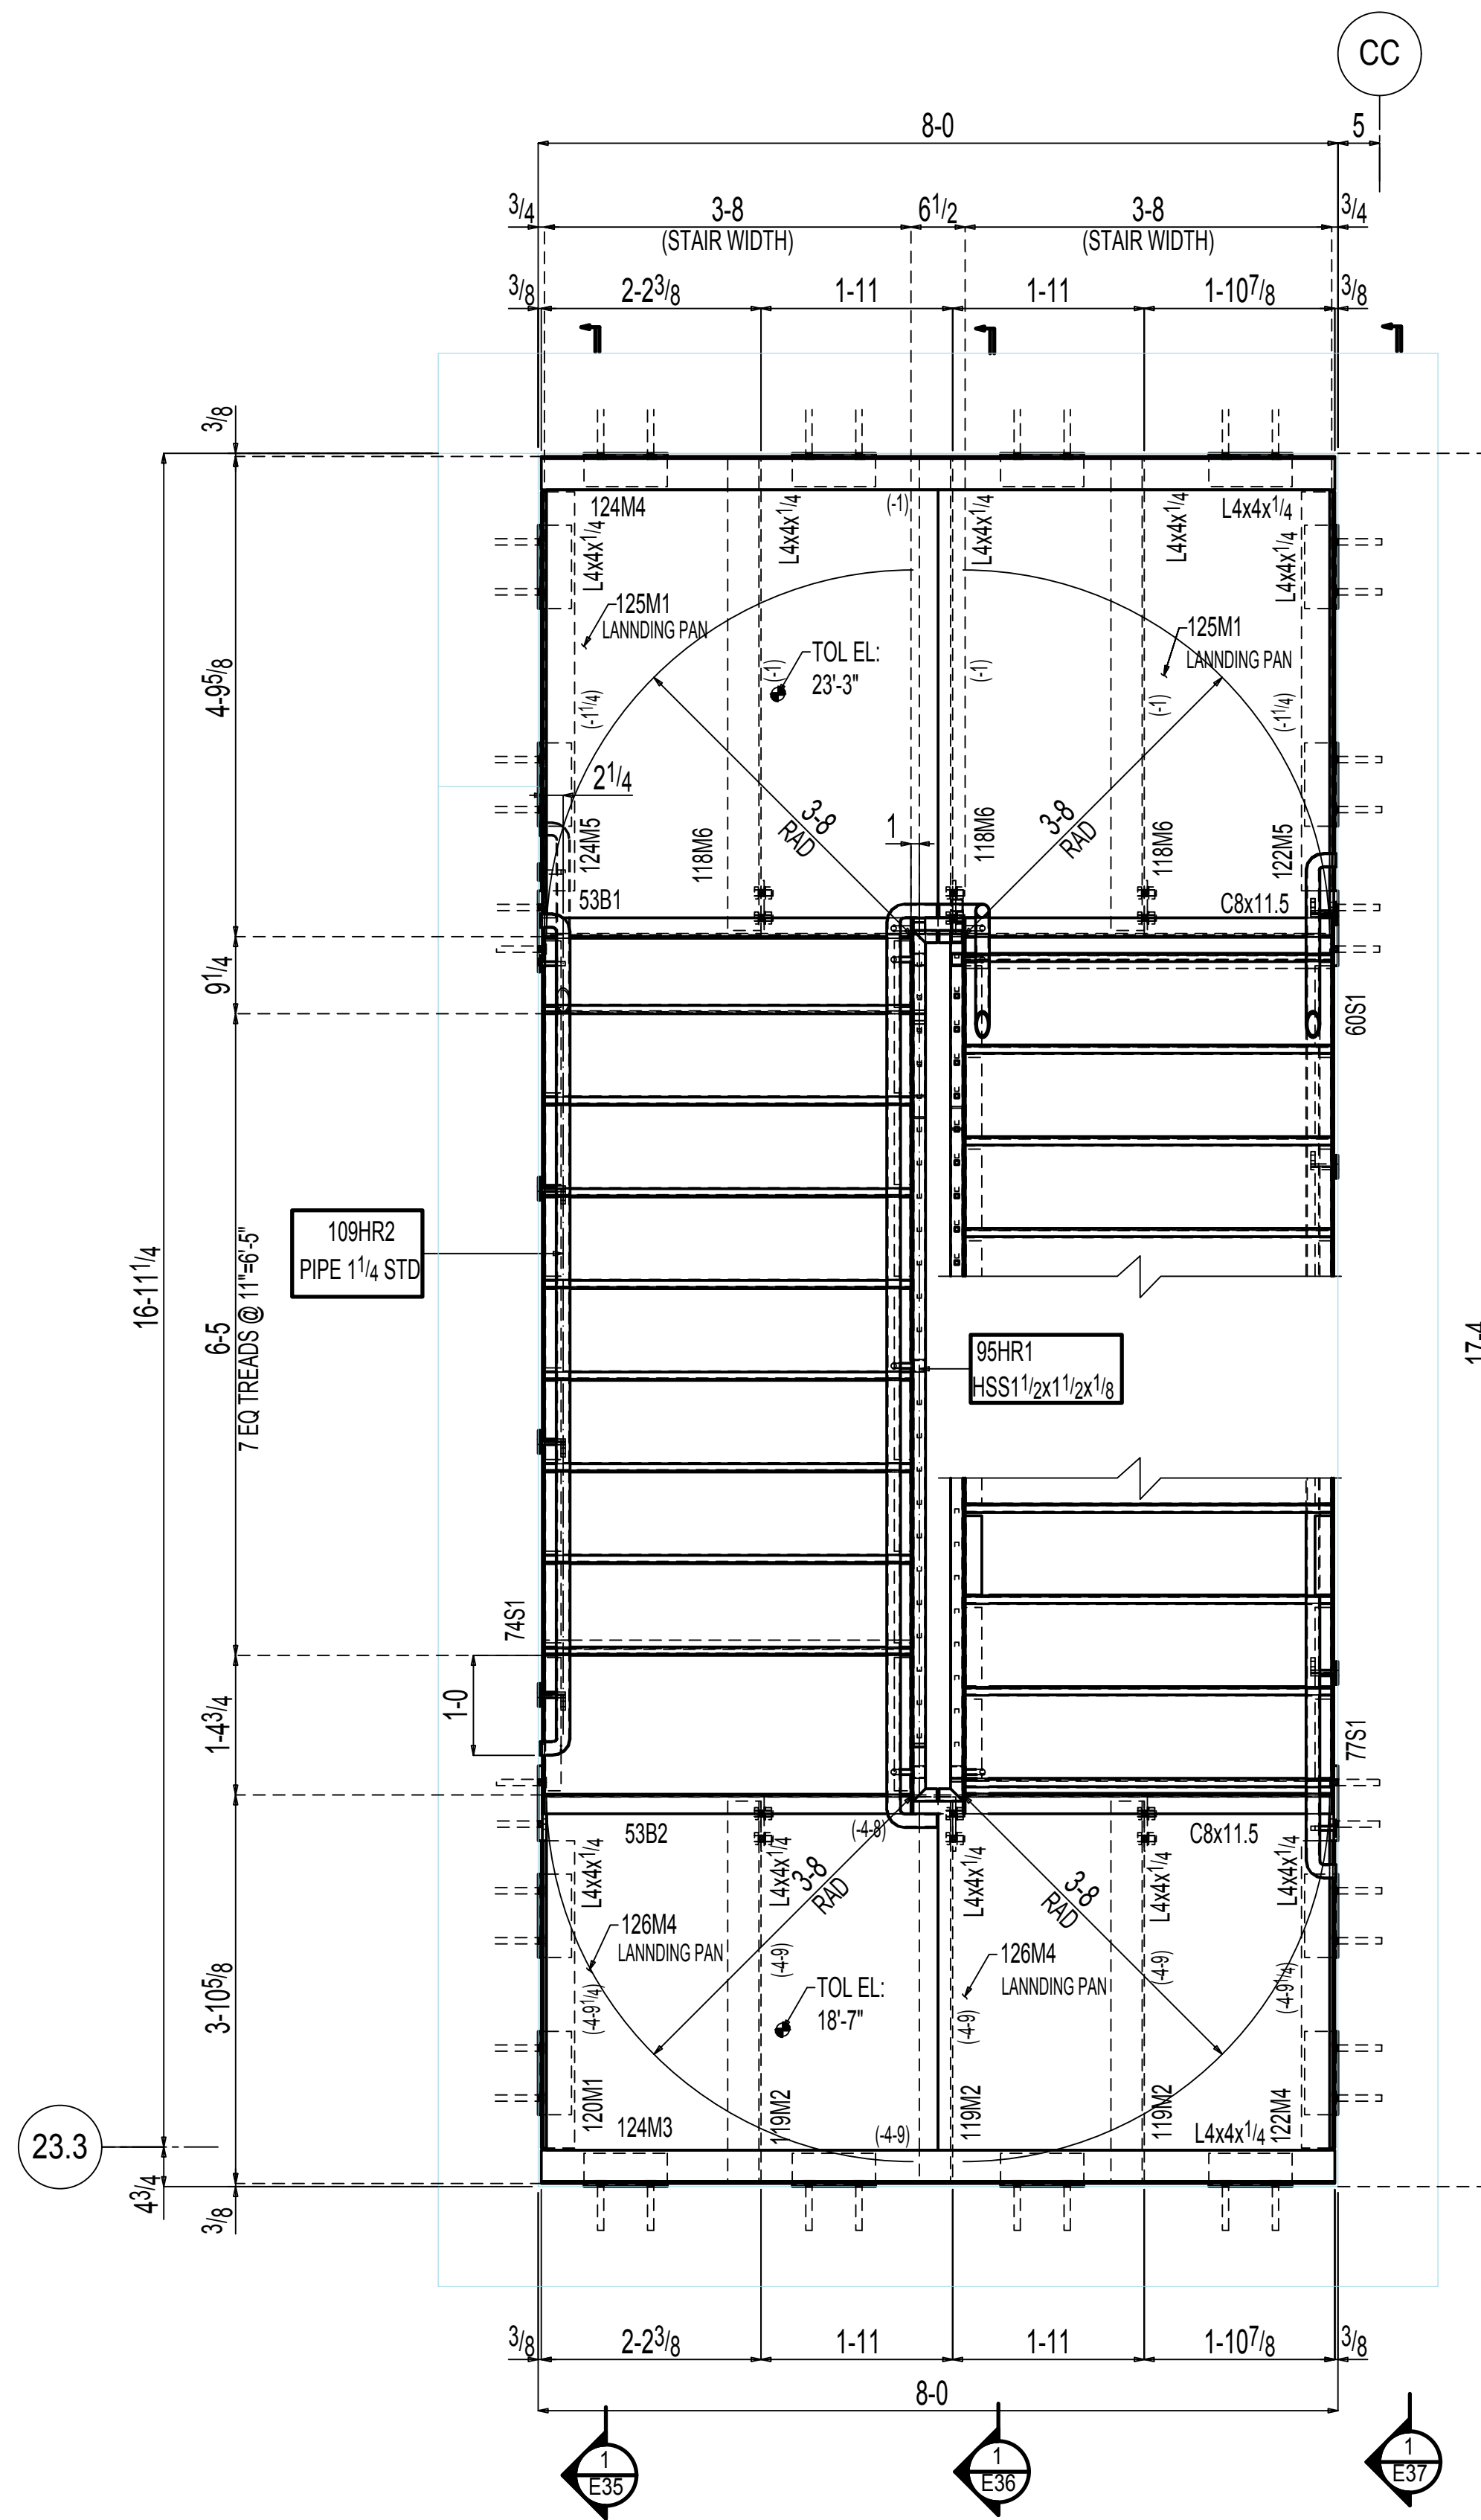 CC
8-0
5
3/4
3-8
6 1/2
3-8
3/4
(STAIR WIDTH)
(STAIR WIDTH)
3/8
2-2 3/8
1-11
1-11
1-10 7/8
3/8
3/8
124M4
L4x4x1/4
L4x4x1/4
(-1)
L4x4x1/4
L4x4x1/4
L4x4x1/4
L4x4x1/4
125M1
LANNDING PAN
TOL EL:
23'-3"
125M1
LANNDING PAN
4-9 5/8
(-1 1/4)
(-1)
(-1)
(-1)
(-1 1/4)
2 1/4
124M5
118M6
3-8
RAD
1
118M6
3-8
RAD
118M6
122M5
53B1
C8x11.5
9 1/4
60S1
109HR2
PIPE 1 1/4 STD
16-11 1/4
6-5
7 EQ TREADS @ 11"=6'-5"
95HR1
HSS1 1/2x1 1/2x1/8
17-4
74S1
1-0
1-4 3/4
77S1
53B2
(-4-8)
C8x11.5
L4x4x1/4
L4x4x1/4
3-8
RAD
L4x4x1/4
3-8
RAD
L4x4x1/4
L4x4x1/4
126M4
LANNDING PAN
(-4-9)
126M4
LANNDING PAN
(-4-9)
3-10 5/8
(-4-9 1/4)
TOL EL:
18'-7"
(-4-9)
(-4-9 1/4)
120M1
124M3
119M2
(-4-9)
119M2
119M2
L4x4x1/4
122M4
23.3
4 3/4
3/8
3/8
2-2 3/8
1-11
1-11
1-10 7/8
3/8
8-0
1
E35
1
E36
1
E37